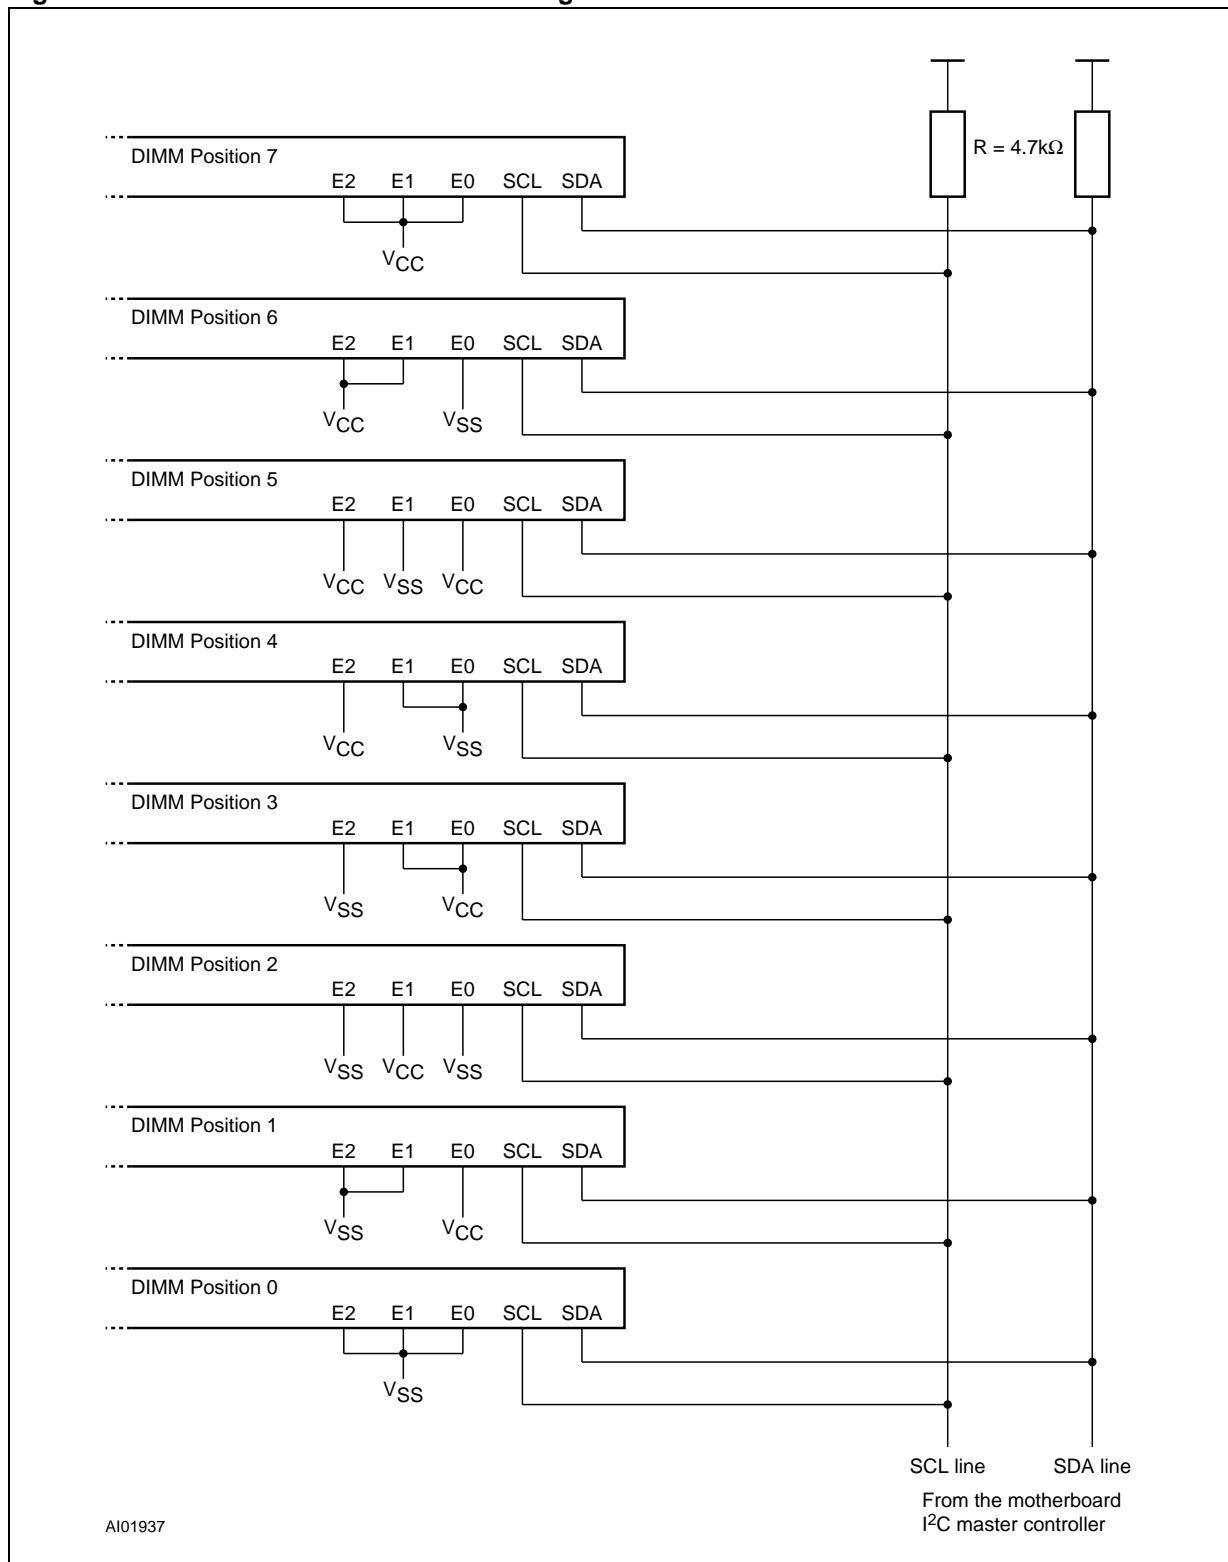 R = 4.7kΩ
DIMM Position 7
E2 E1 E0 SCL SDA
VCC
DIMM Position 6
E2 E1 E0 SCL SDA
VCC VSS
DIMM Position 5
E2 E1 E0 SCL SDA
VCC VSS VCC
DIMM Position 4
E2 E1 E0 SCL SDA
VCC VSS
DIMM Position 3
E2 E1 E0 SCL SDA
VSS VCC
DIMM Position 2
E2 E1 E0 SCL SDA
VSS VCC VSS
DIMM Position 1
E2 E1 E0 SCL SDA
VSS VCC
DIMM Position 0
E2 E1 E0 SCL SDA
VSS
SCL line SDA line
From the motherboard
I2C master controller
AI01937